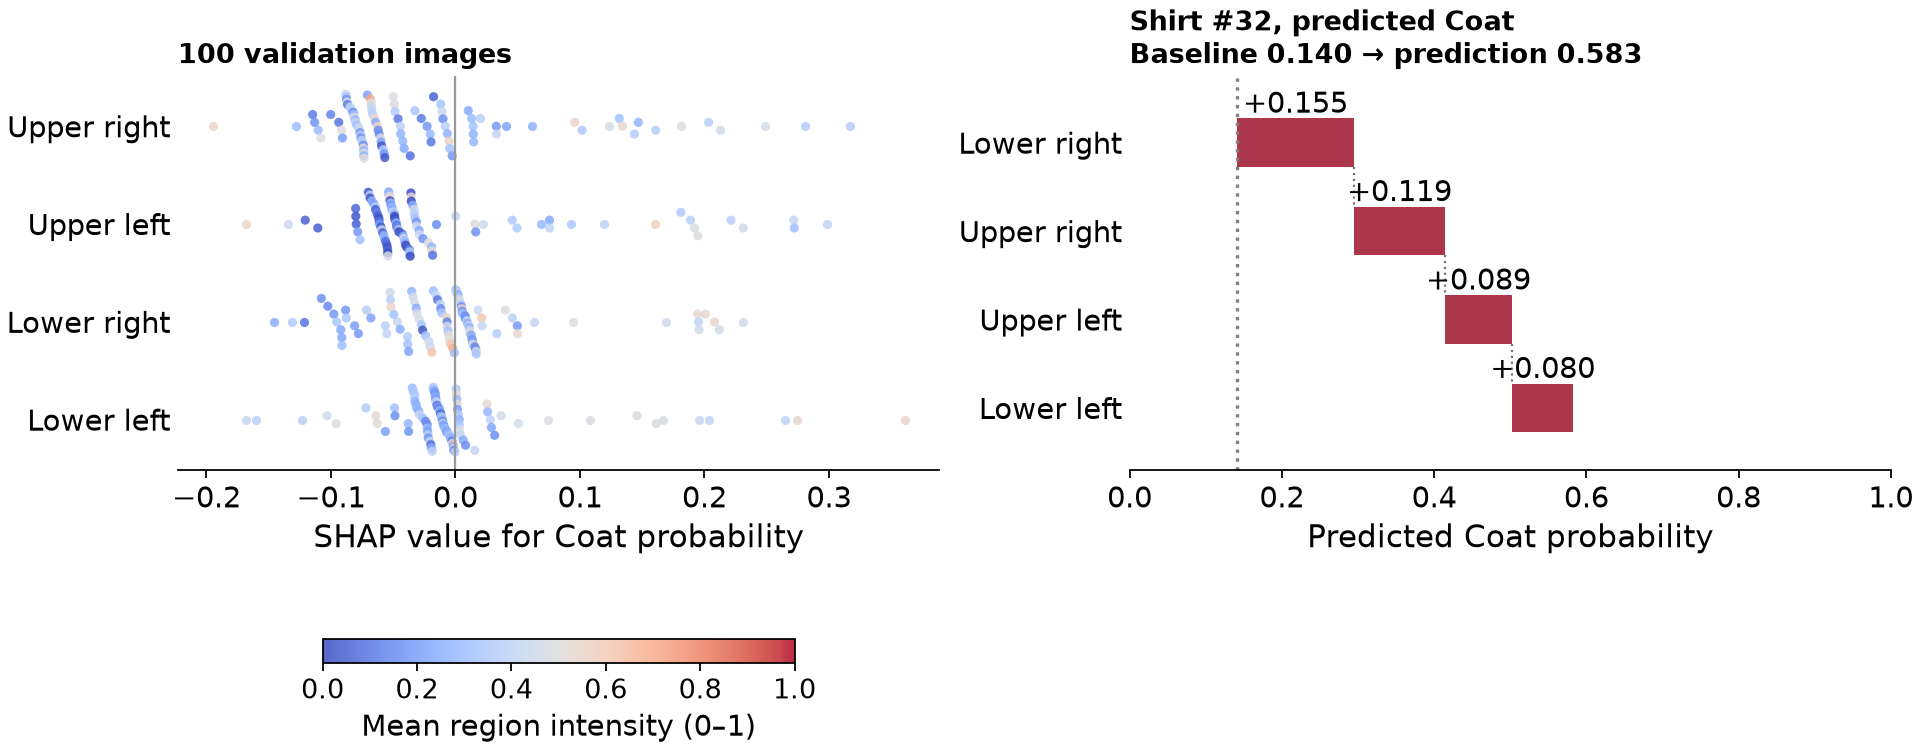 100 validation images
Upper right
Upper left
Lower right
Lower left
−0.2 −0.1 0.0 0.1 0.2 0.3
SHAP value for Coat probability
0.0 0.2 0.4 0.6 0.8 1.0
Mean region intensity (0–1)
Shirt #32, predicted Coat
Baseline 0.140 → prediction 0.583
+0.155
Lower right
+0.119
Upper right
+0.089
Upper left
+0.080
Lower left
0.0 0.2 0.4 0.6 0.8 1.0
Predicted Coat probability